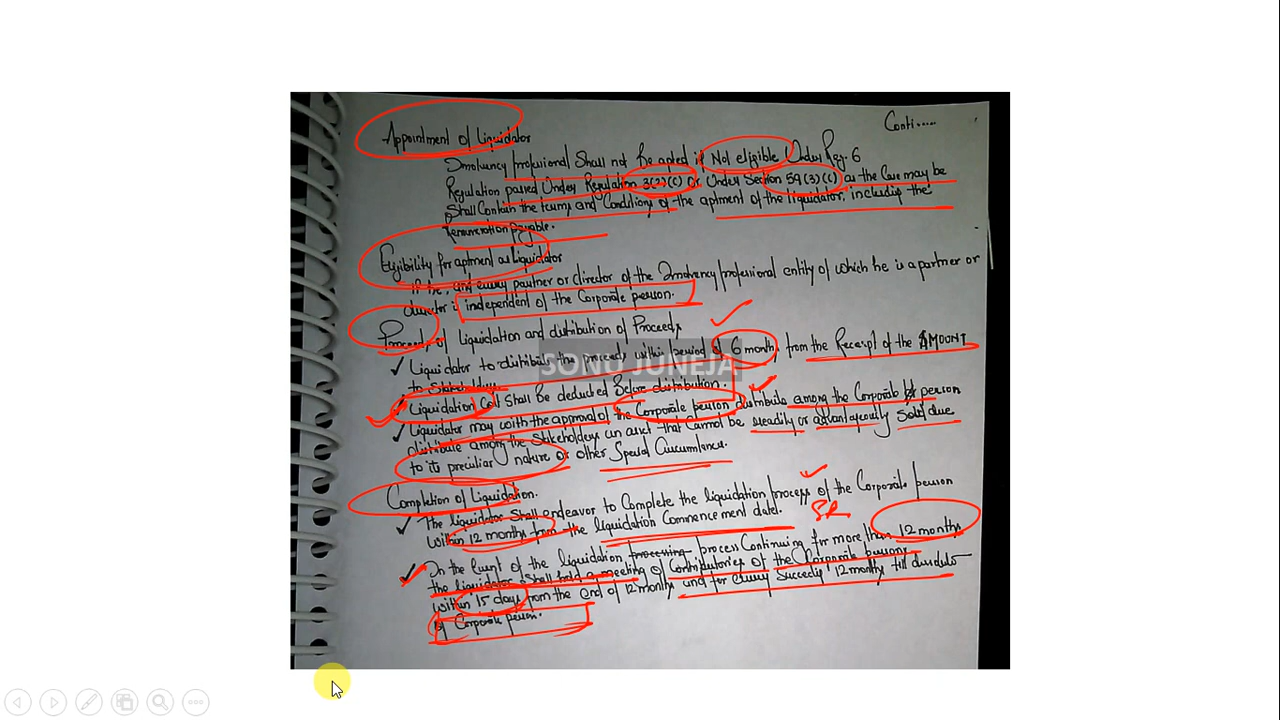 Conti.....
Appointment of Liquidator
Insolvency professional Shall not be apted if Not eligible Under Reg. 6
Regulation passed Under Regulation 3(2)(c) Or Under Section 59(3)(c) as the Case may be
Shall Contain the terms and Conditions of the aptment of the liquidator, including the
remuneration payable.
Eligibility for aptment as Liquidator
If he, and every partner or director of the Insolvency professional entity of which he is a partner or
director is independent of the Corporate person.
Proceeds of Liquidation and distribution of Proceeds
Liquidator to distribute the proceeds within period of 6 month from the Receipt of the AMOUNT
to Stakeholders
SONU JUNEJA
Liquidation Cost shall be deducted Before distribution.
Liquidator may with the approval of the Corporate person distribute among the Corporate person
distribute among the Stakeholders an asset that Cannot be readily or advantageously Sold due
to its preculiar nature or other Special Circumstances.
Completion of Liquidation.
The liquidator Shall endeavor to Complete the liquidation process of the Corporate person
Within 12 months from the liquidation Commencement date.
SR
In the Event of the liquidation processing process Continuing for more than 12 months
the liquidator Shall hold a meeting of Contributories of the Corporate person
within 15 days from the end of 12 months and for every Succedig 12 months till
of Corporate person.